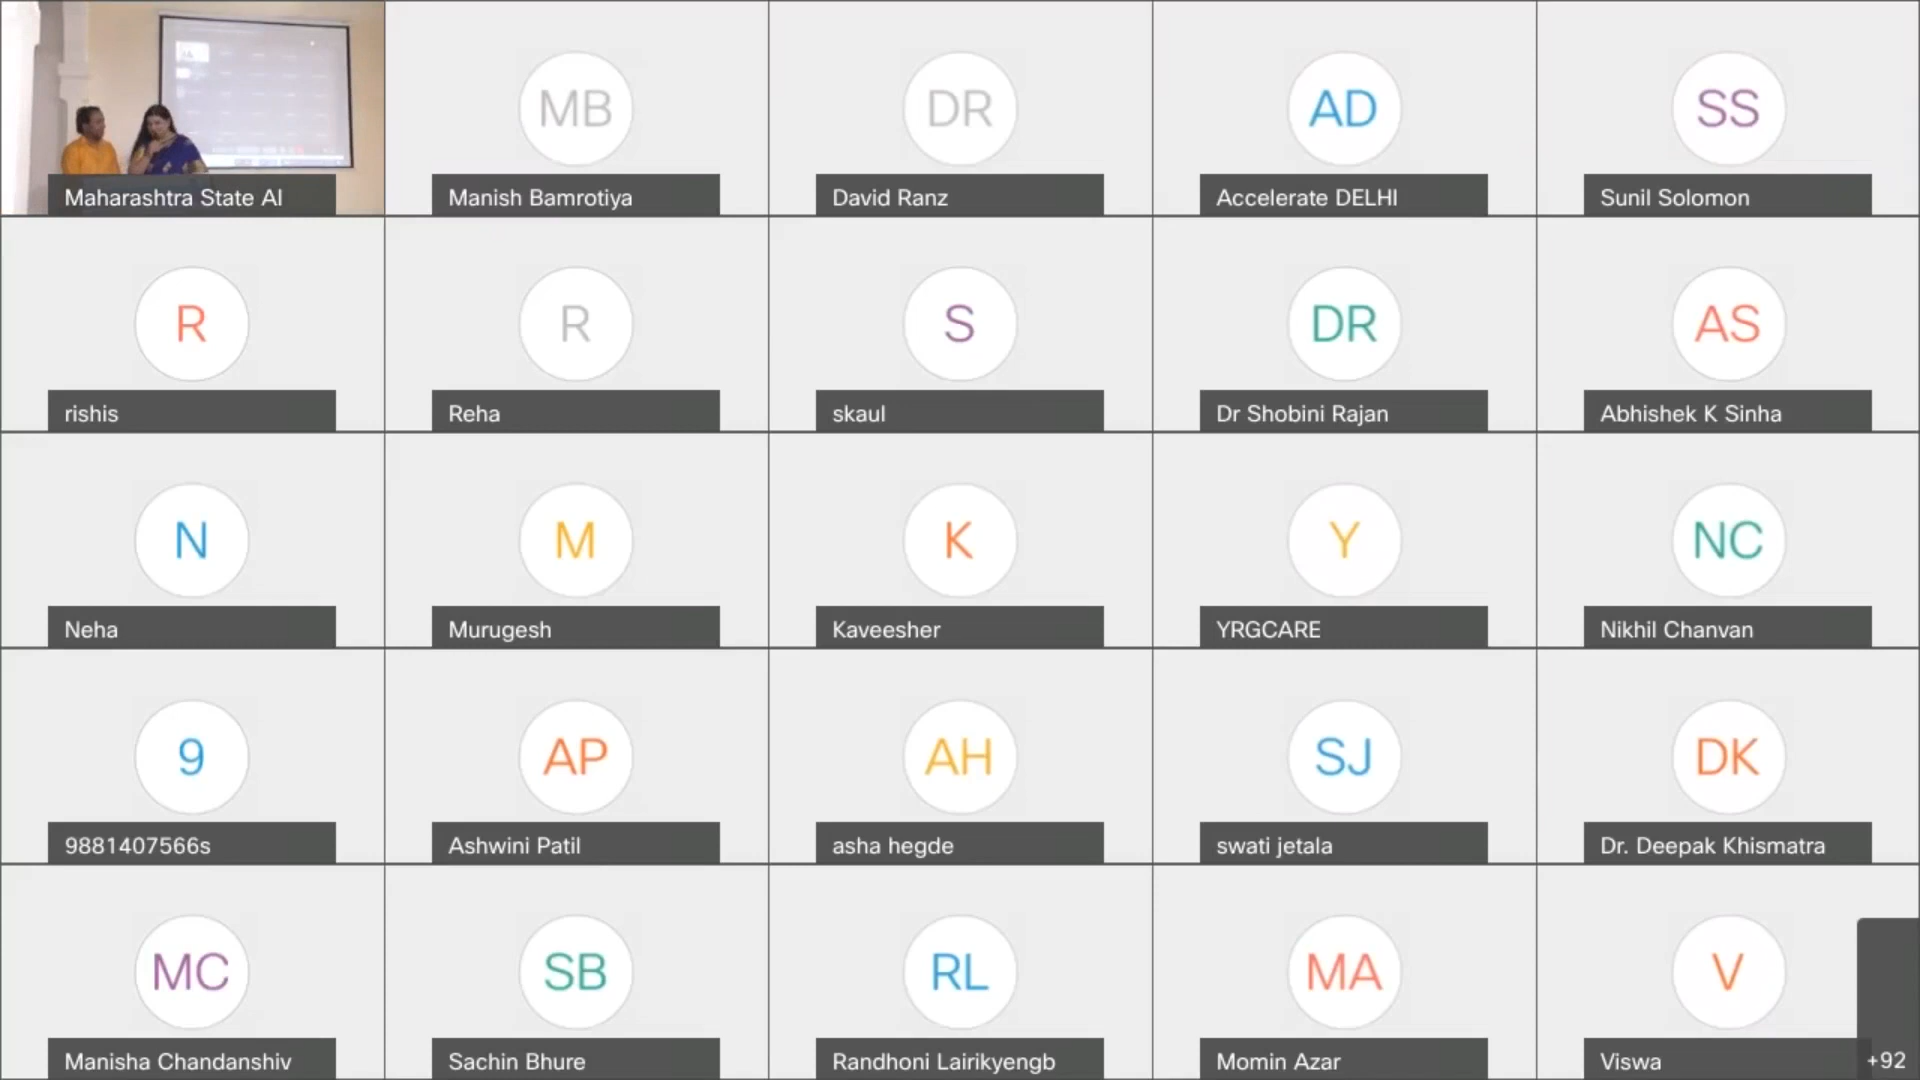 Maharashtra State AI
MB
Manish Bamrotiya
DR
David Ranz
AD
Accelerate DELHI
SS
Sunil Solomon
R
rishis
R
Reha
S
skaul
DR
Dr Shobini Rajan
AS
Abhishek K Sinha
N
Neha
M
Murugesh
K
Kaveesher
Y
YRGCARE
NC
Nikhil Chanvan
9
9881407566s
AP
Ashwini Patil
AH
asha hegde
SJ
swati jetala
DK
Dr. Deepak Khismatra
MC
Manisha Chandanshiv
SB
Sachin Bhure
RL
Randhoni Lairikyengb
MA
Momin Azar
V
Viswa
+92